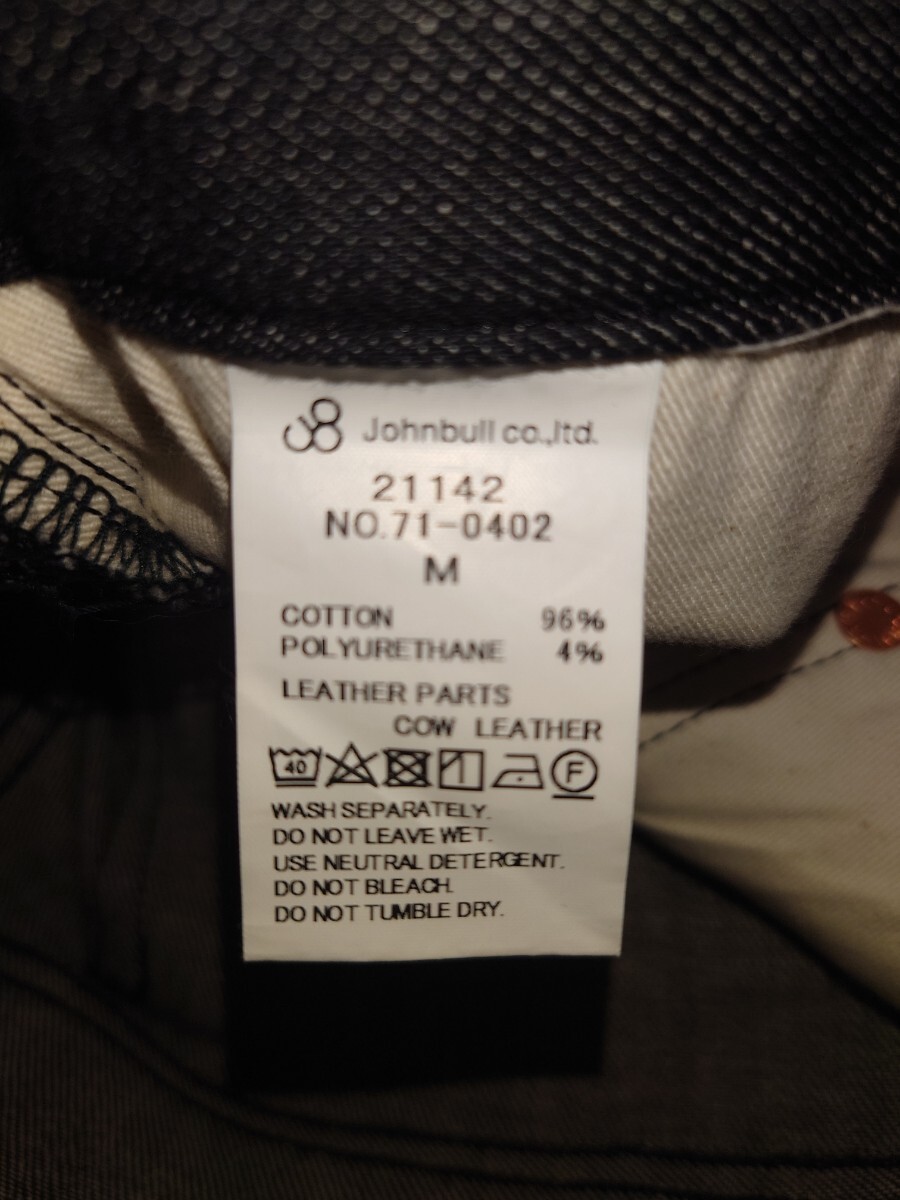 Johnbull co.,ltd.
21142
NO.71-0402
M
COTTON 96%
POLYURETHANE 4%
LEATHER PARTS
COW LEATHER
40 F
WASH SEPARATELY.
DO NOT LEAVE WET.
USE NEUTRAL DETERGENT.
DO NOT BLEACH.
DO NOT TUMBLE DRY.